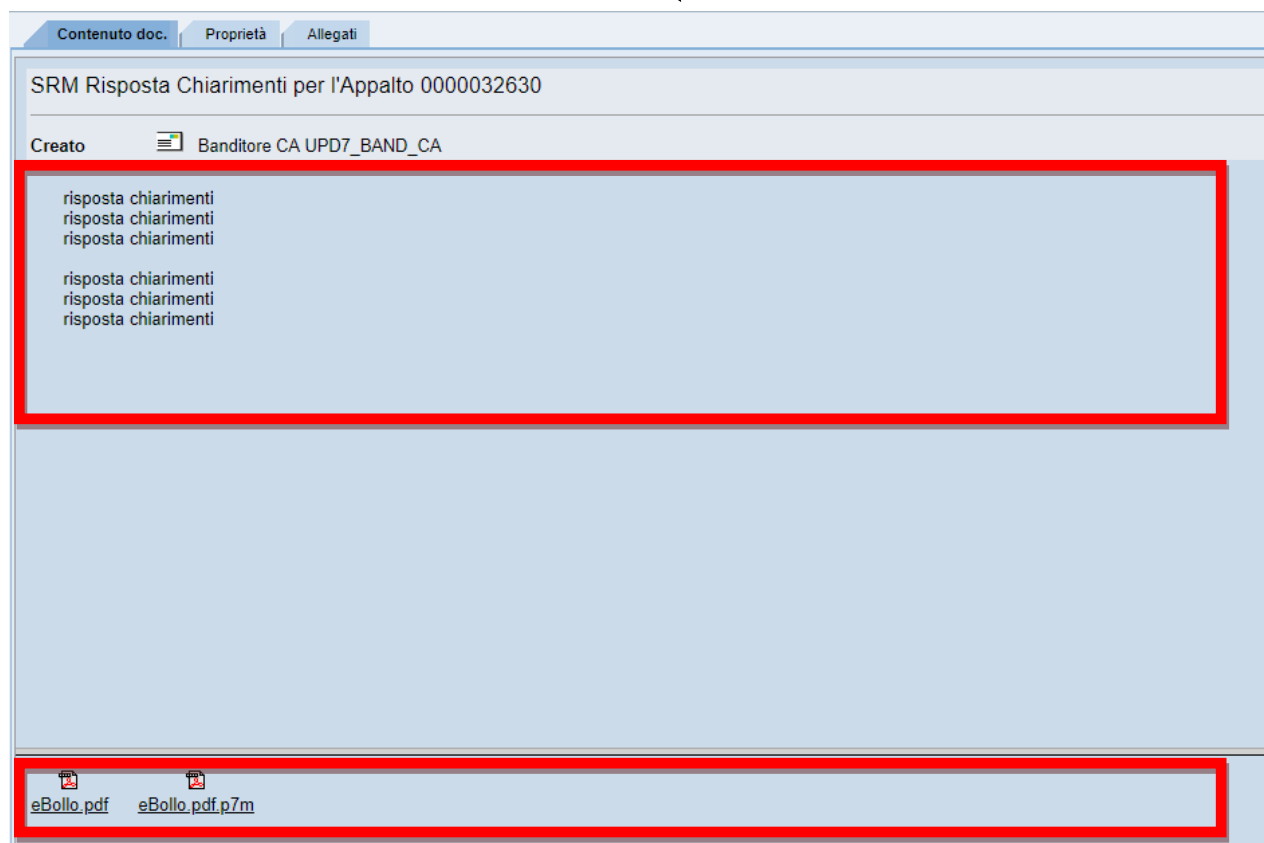 Contenuto doc. Proprietà Allegati
SRM Risposta Chiarimenti per l'Appalto 0000032630
Creato Banditore CA UPD7_BAND_CA
risposta chiarimenti
risposta chiarimenti
risposta chiarimenti
risposta chiarimenti
risposta chiarimenti
risposta chiarimenti
eBollo.pdf eBollo.pdf.p7m